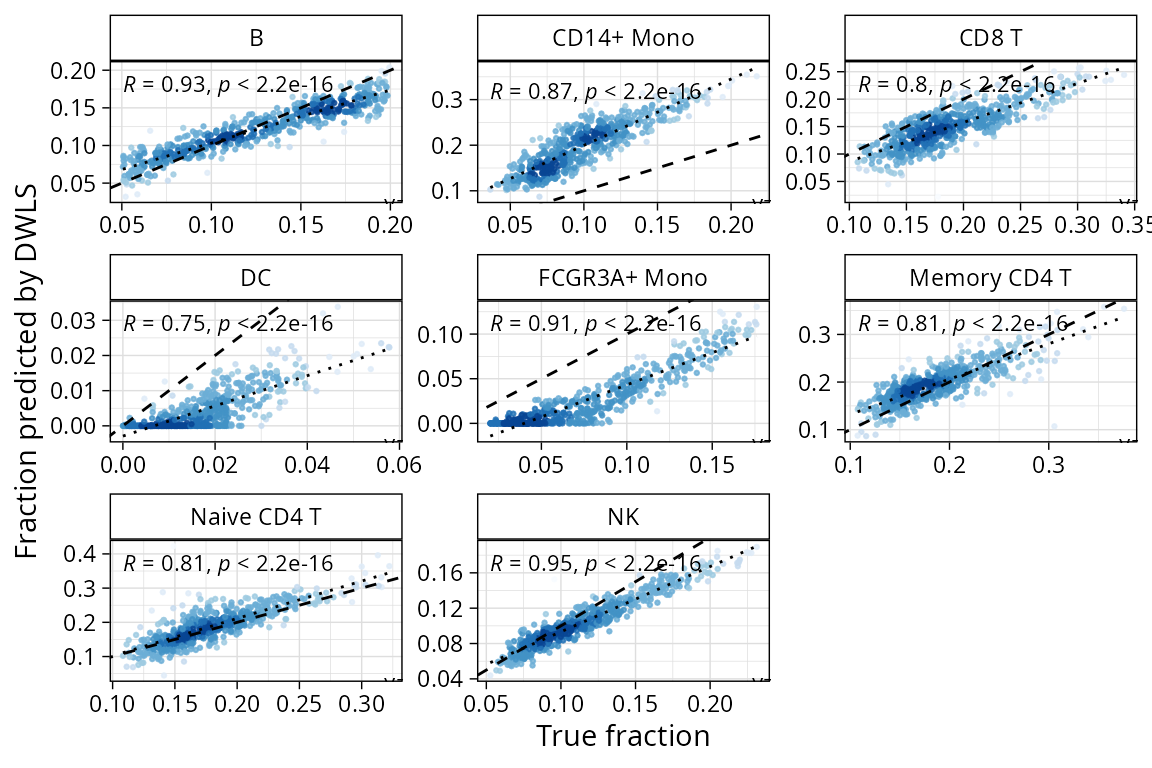 Fraction predicted by DWLS
B
R = 0.93, p < 2.2e-16
0.20
0.15
0.10
0.05
0.05 0.10 0.15 0.20
CD14+ Mono
R = 0.87, p < 2.2e-16
0.3
0.2
0.1
0.05 0.10 0.15 0.20
CD8 T
R = 0.8, p < 2.2e-16
0.25
0.20
0.15
0.10
0.05
0.10 0.15 0.20 0.25 0.30 0.35
DC
R = 0.75, p < 2.2e-16
0.03
0.02
0.01
0.00
0.00 0.02 0.04 0.06
FCGR3A+ Mono
R = 0.91, p < 2.2e-16
0.10
0.05
0.00
0.05 0.10 0.15
Memory CD4 T
R = 0.81, p < 2.2e-16
0.3
0.2
0.1
0.1 0.2 0.3
Naive CD4 T
R = 0.81, p < 2.2e-16
0.4
0.3
0.2
0.1
0.10 0.15 0.20 0.25 0.30
NK
R = 0.95, p < 2.2e-16
0.16
0.12
0.08
0.04
0.05 0.10 0.15 0.20
True fraction